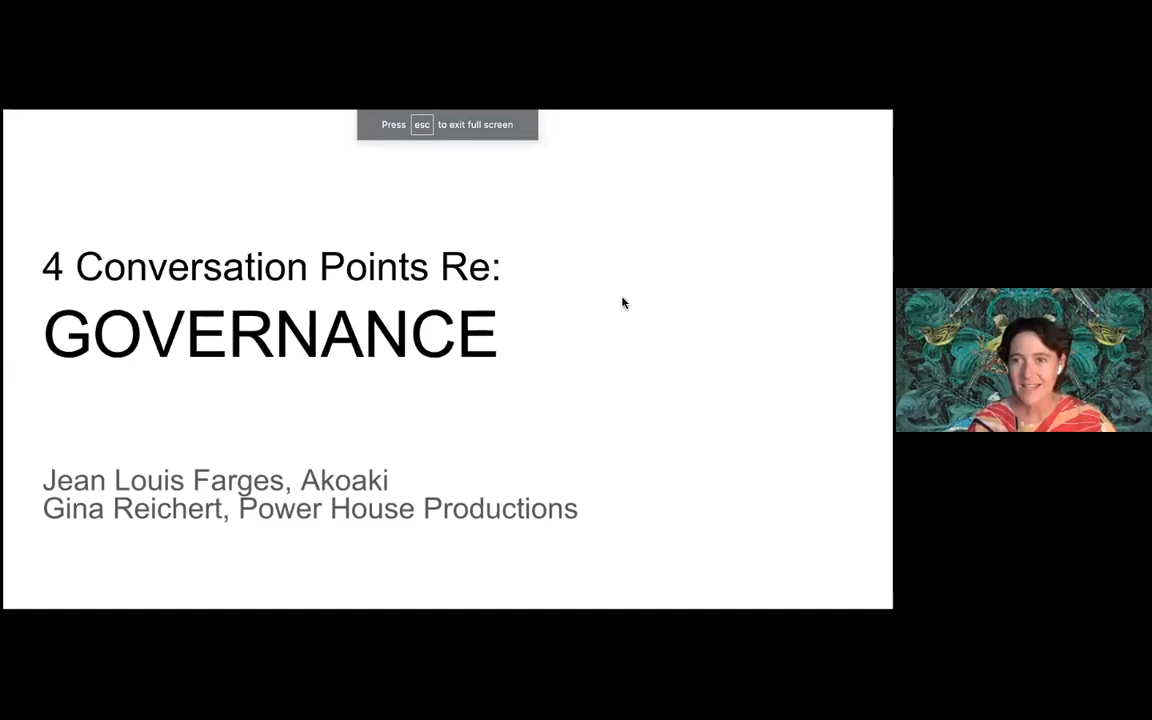 Press esc to exit full screen
4 Conversation Points Re:
GOVERNANCE
Jean Louis Farges, Akoaki
Gina Reichert, Power House Productions